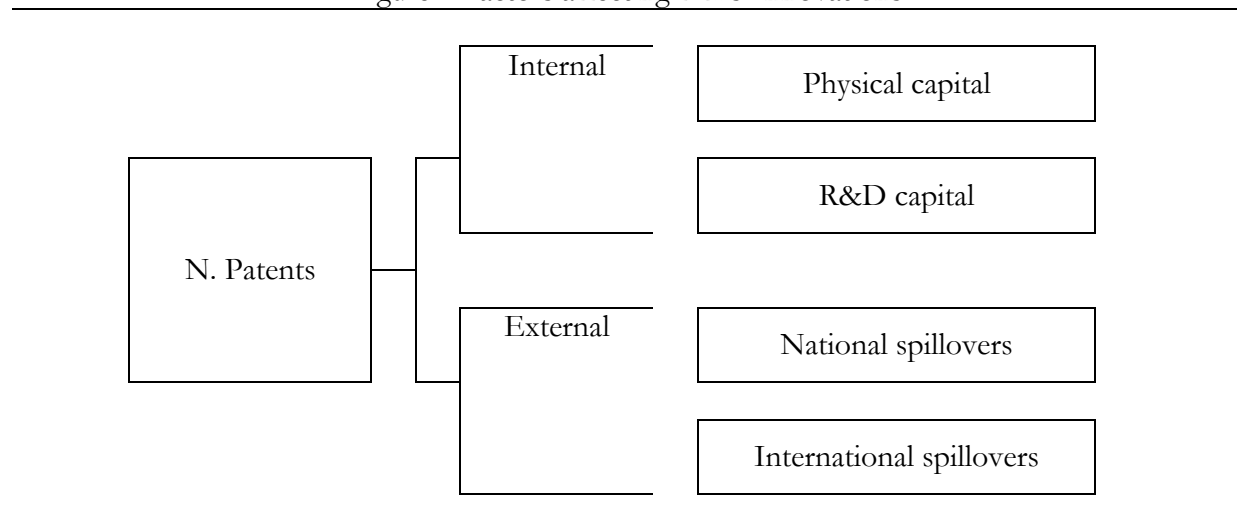 Internal
Physical capital
R&D capital
N. Patents
External
National spillovers
International spillovers